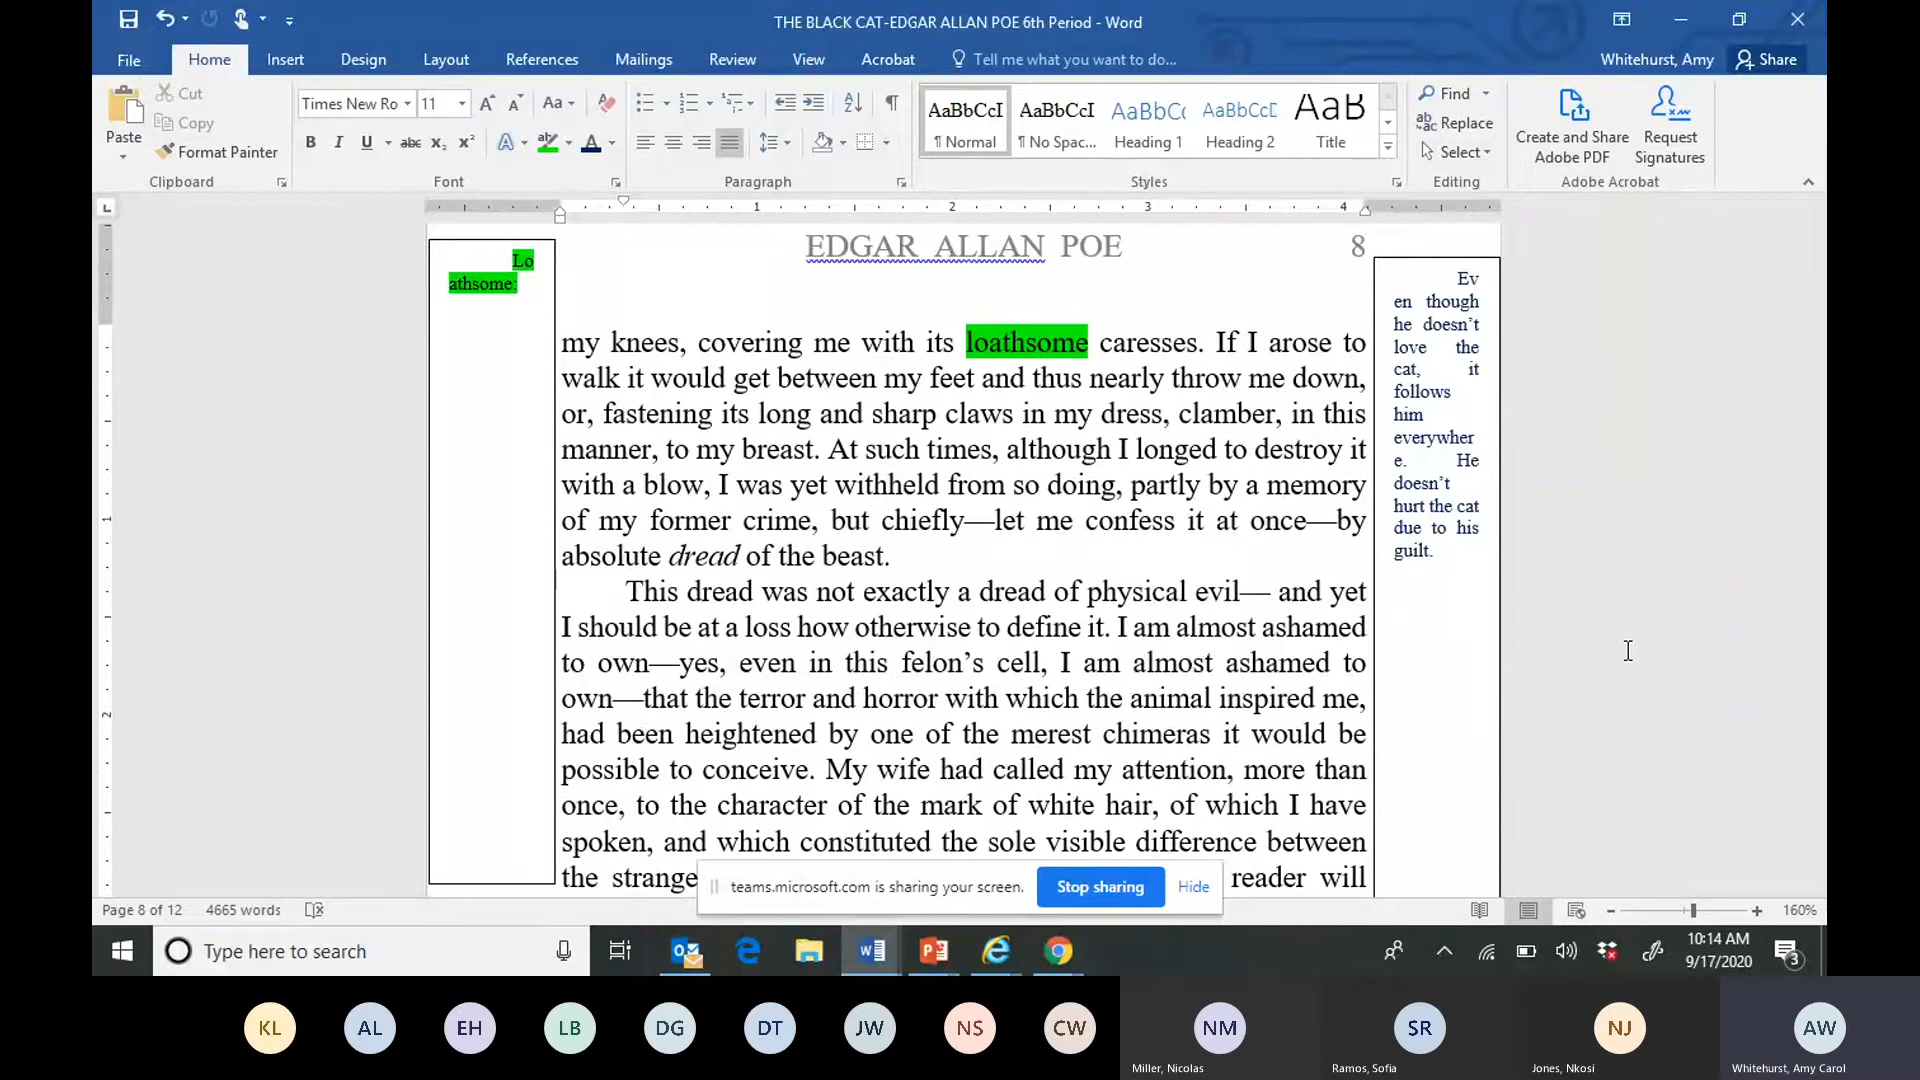 THE BLACK CAT-EDGAR ALLAN POE 6th Period - Word
File Home Insert Design Layout References Mailings Review View Acrobat Tell me what you want to do... Whitehurst, Amy Share
Paste
Cut
Copy
Format Painter
Clipboard
Times New Ro 11
Font
Paragraph
AaBbCcI AaBbCcI AaBbC AaBbCcD AaB
¶ Normal ¶ No Spac... Heading 1 Heading 2 Title
Styles
Find
Replace
Select
Editing
Create and Share
Adobe PDF
Request
Signatures
Adobe Acrobat
1 2 3 4
EDGAR ALLAN POE 8
Lo
athsome:
my knees, covering me with its loathsome caresses. If I arose to
walk it would get between my feet and thus nearly throw me down,
or, fastening its long and sharp claws in my dress, clamber, in this
manner, to my breast. At such times, although I longed to destroy it
with a blow, I was yet withheld from so doing, partly by a memory
of my former crime, but chiefly—let me confess it at once—by
absolute dread of the beast.
This dread was not exactly a dread of physical evil— and yet
I should be at a loss how otherwise to define it. I am almost ashamed
to own—yes, even in this felon’s cell, I am almost ashamed to
own—that the terror and horror with which the animal inspired me,
had been heightened by one of the merest chimeras it would be
possible to conceive. My wife had called my attention, more than
once, to the character of the mark of white hair, of which I have
spoken, and which constituted the sole visible difference between
the strange reader will
Ev
en though
he doesn’t
love the
cat, it
follows
him
everywher
e. He
doesn’t
hurt the cat
due to his
guilt.
teams.microsoft.com is sharing your screen. Stop sharing Hide
Page 8 of 12 4665 words 160%
Type here to search
10:14 AM
9/17/2020
3
KL AL EH LB DG DT JW NS CW NM SR NJ AW
Miller, Nicolas Ramos, Sofia Jones, Nkosi Whitehurst, Amy Carol